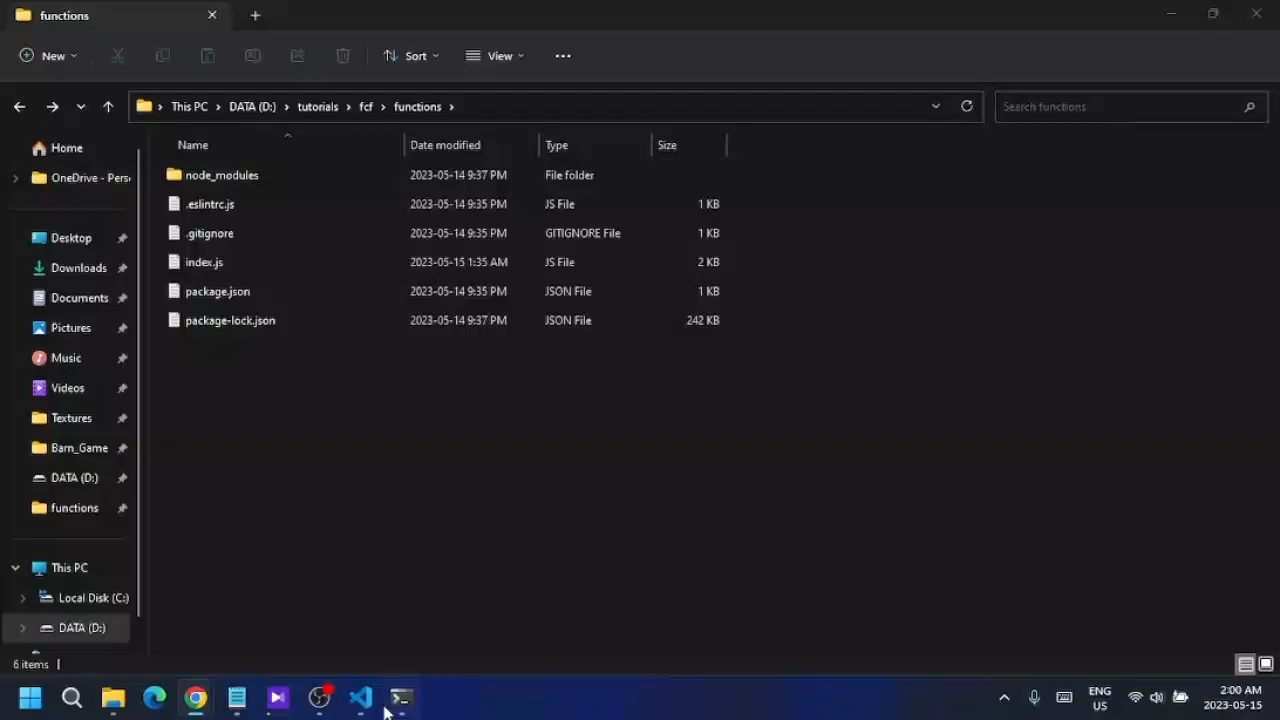 functions
New
Sort
View
This PC > DATA (D:) > tutorials > fcf > functions >
Search functions
Home
OneDrive - Pers
Desktop
Downloads
Documents
Pictures
Music
Videos
Textures
Barn_Game
DATA (D:)
functions
This PC
Local Disk (C:)
DATA (D:)
Name Date modified Type Size
node_modules 2023-05-14 9:37 PM File folder
.eslintrc.js 2023-05-14 9:35 PM JS File 1 KB
.gitignore 2023-05-14 9:35 PM GITIGNORE File 1 KB
index.js 2023-05-15 1:35 AM JS File 2 KB
package.json 2023-05-14 9:35 PM JSON File 1 KB
package-lock.json 2023-05-14 9:37 PM JSON File 242 KB
6 items
ENG
US
2:00 AM
2023-05-15